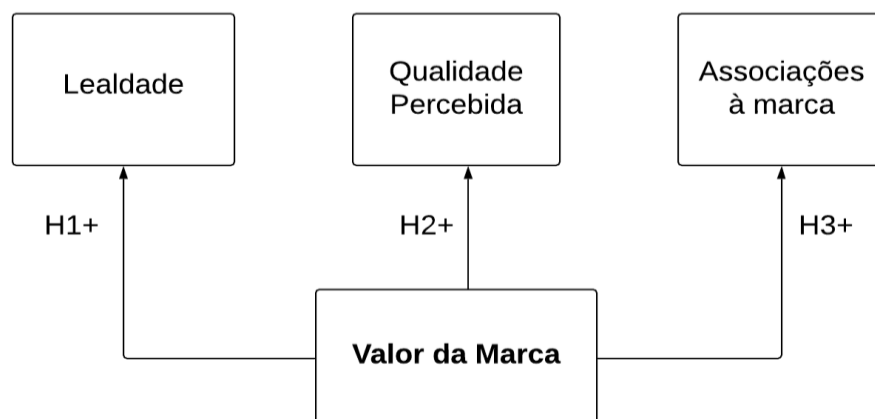 Lealdade
Qualidade
Percebida
Associações
à marca
H1+
H2+
H3+
Valor da Marca